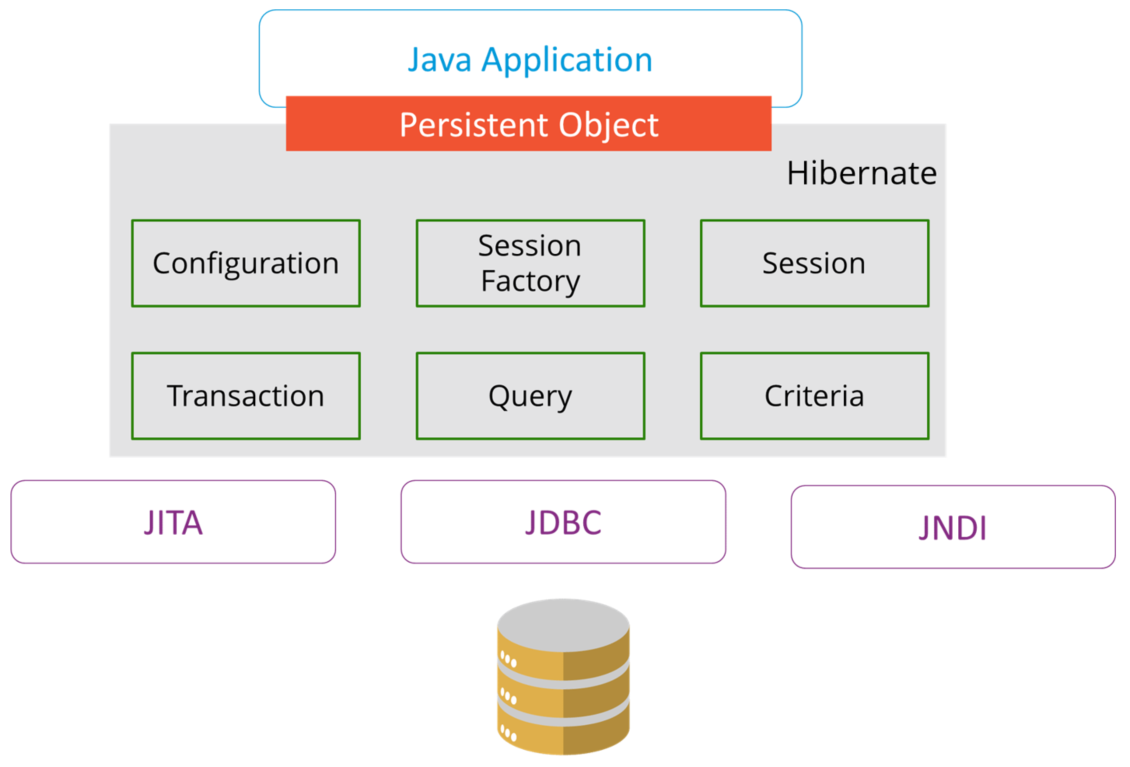 Java Application
Persistent Object
Hibernate
Configuration
Session
Factory
Session
Transaction
Query
Criteria
JITA
JDBC
JNDI